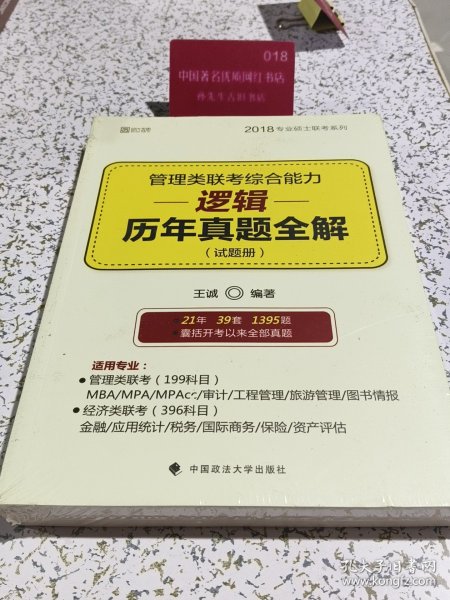 018
中国著名优质网红书店
孙先生古旧书店
2018专业硕士联考系列
管理类联考综合能力
逻辑
历年真题全解
(试题册)
王诚 编著
21年 39套 1395题
囊括开考以来全部真题
适用专业:
●管理类联考(199科目)
MBA/MPA/MPAcc/审计/工程管理/旅游管理/图书情报
●经济类联考(396科目)
金融/应用统计/税务/国际商务/保险/资产评估
中国政法大学出版社
孔夫子旧书网
www.kongfz.com